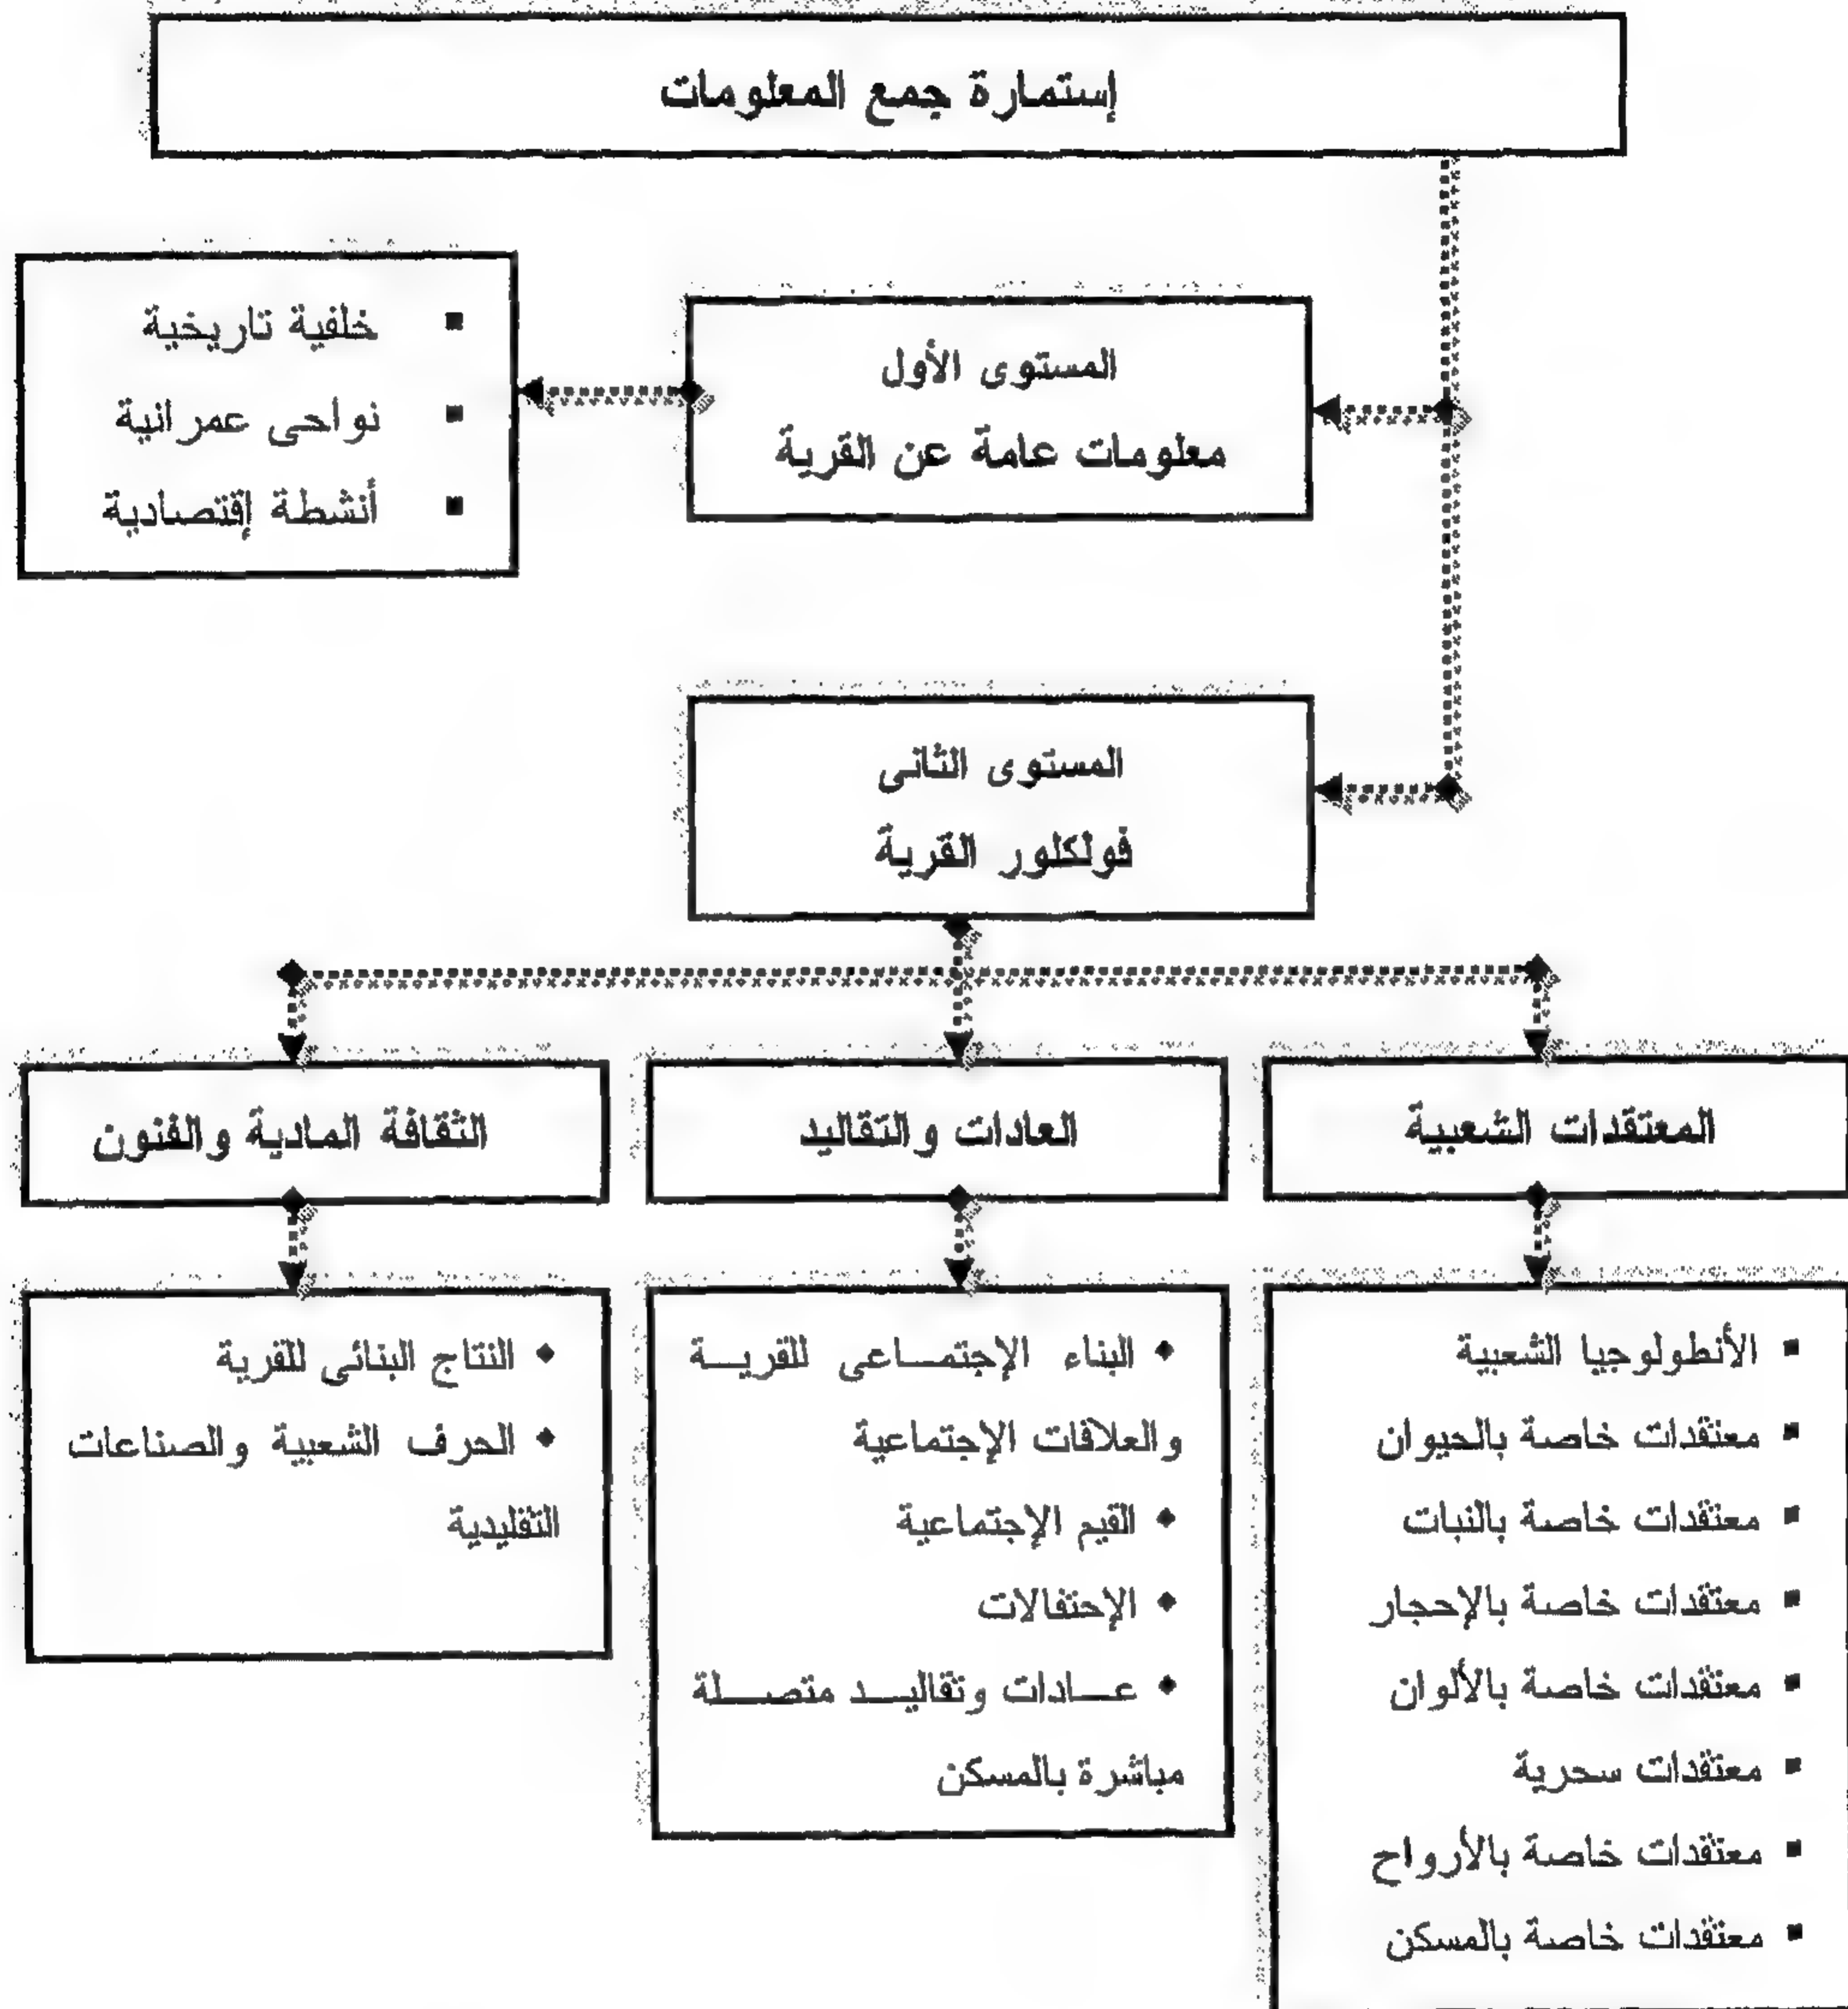 إستمارة جمع المعلومات
المستوى الأول
معلومات عامة عن القرية
▪ خلفية تاريخية
▪ نواحى عمرانية
▪ أنشطة إقتصادية
المستوى الثانى
فولكلور القرية
المعتقدات الشعبية
▪ الأنطولوجيا الشعبية
▪ معتقدات خاصة بالحيوان
▪ معتقدات خاصة بالنبات
▪ معتقدات خاصة بالإحجار
▪ معتقدات خاصة بالألوان
▪ معتقدات سحرية
▪ معتقدات خاصة بالأرواح
▪ معتقدات خاصة بالمسكن
العادات والتقاليد
♦ البناء الإجتماعى للقرية
والعلاقات الإجتماعية
♦ القيم الإجتماعية
♦ الإحتفالات
♦ عادات وتقاليد متصلة
مباشرة بالمسكن
الثقافة المادية والفنون
♦ النتاج البنائى للقرية
♦ الحرف الشعبية والصناعات
التقليدية